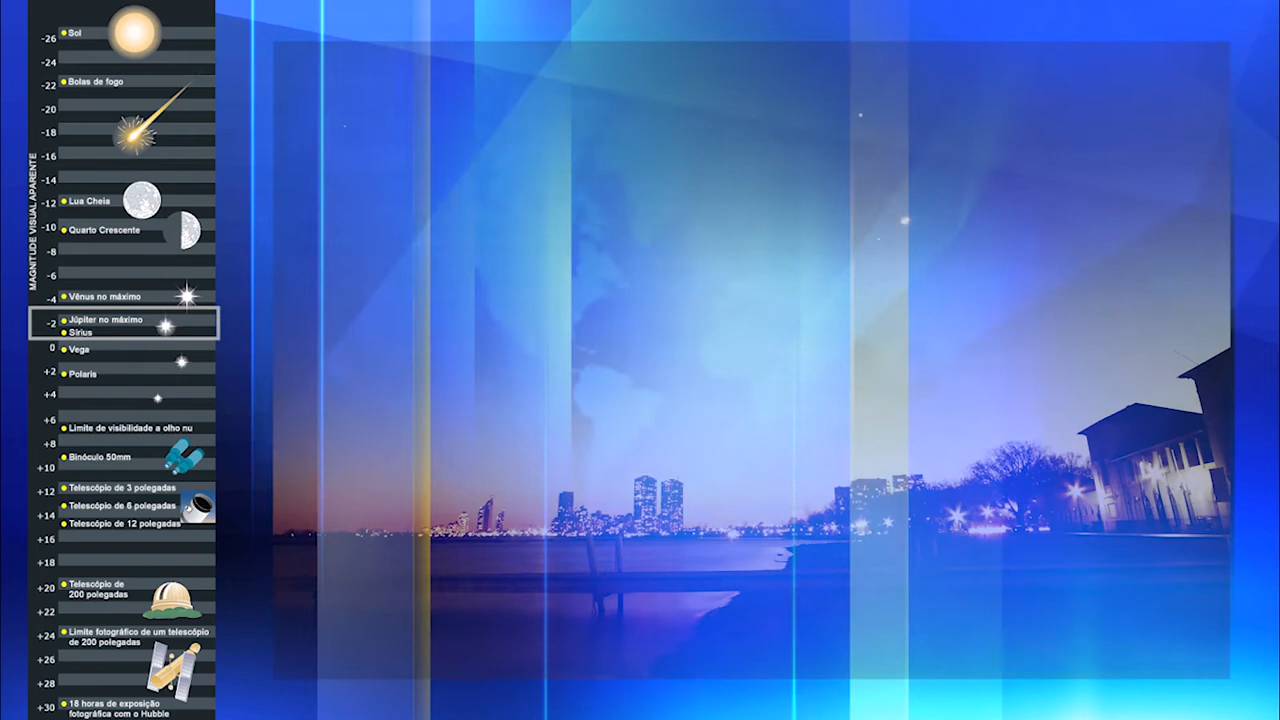 MAGNITUDE VISUAL APARENTE
-26
Sol
-24
-22
Bolas de fogo
-20
-18
-16
-14
-12
Lua Cheia
-10
Quarto Crescente
-8
-6
-4
Vênus no máximo
-2
Júpiter no máximo
Sírius
0
Vega
+2
Polaris
+4
+6
Limite de visibilidade a olho nu
+8
Binóculo 50mm
+10
+12
Telescópio de 3 polegadas
Telescópio de 6 polegadas
+14
Telescópio de 12 polegadas
+16
+18
+20
Telescópio de
200 polegadas
+22
+24
Limite fotográfico de um telescópio
de 200 polegadas
+26
+28
+30
18 horas de exposição
fotográfica com o Hubble